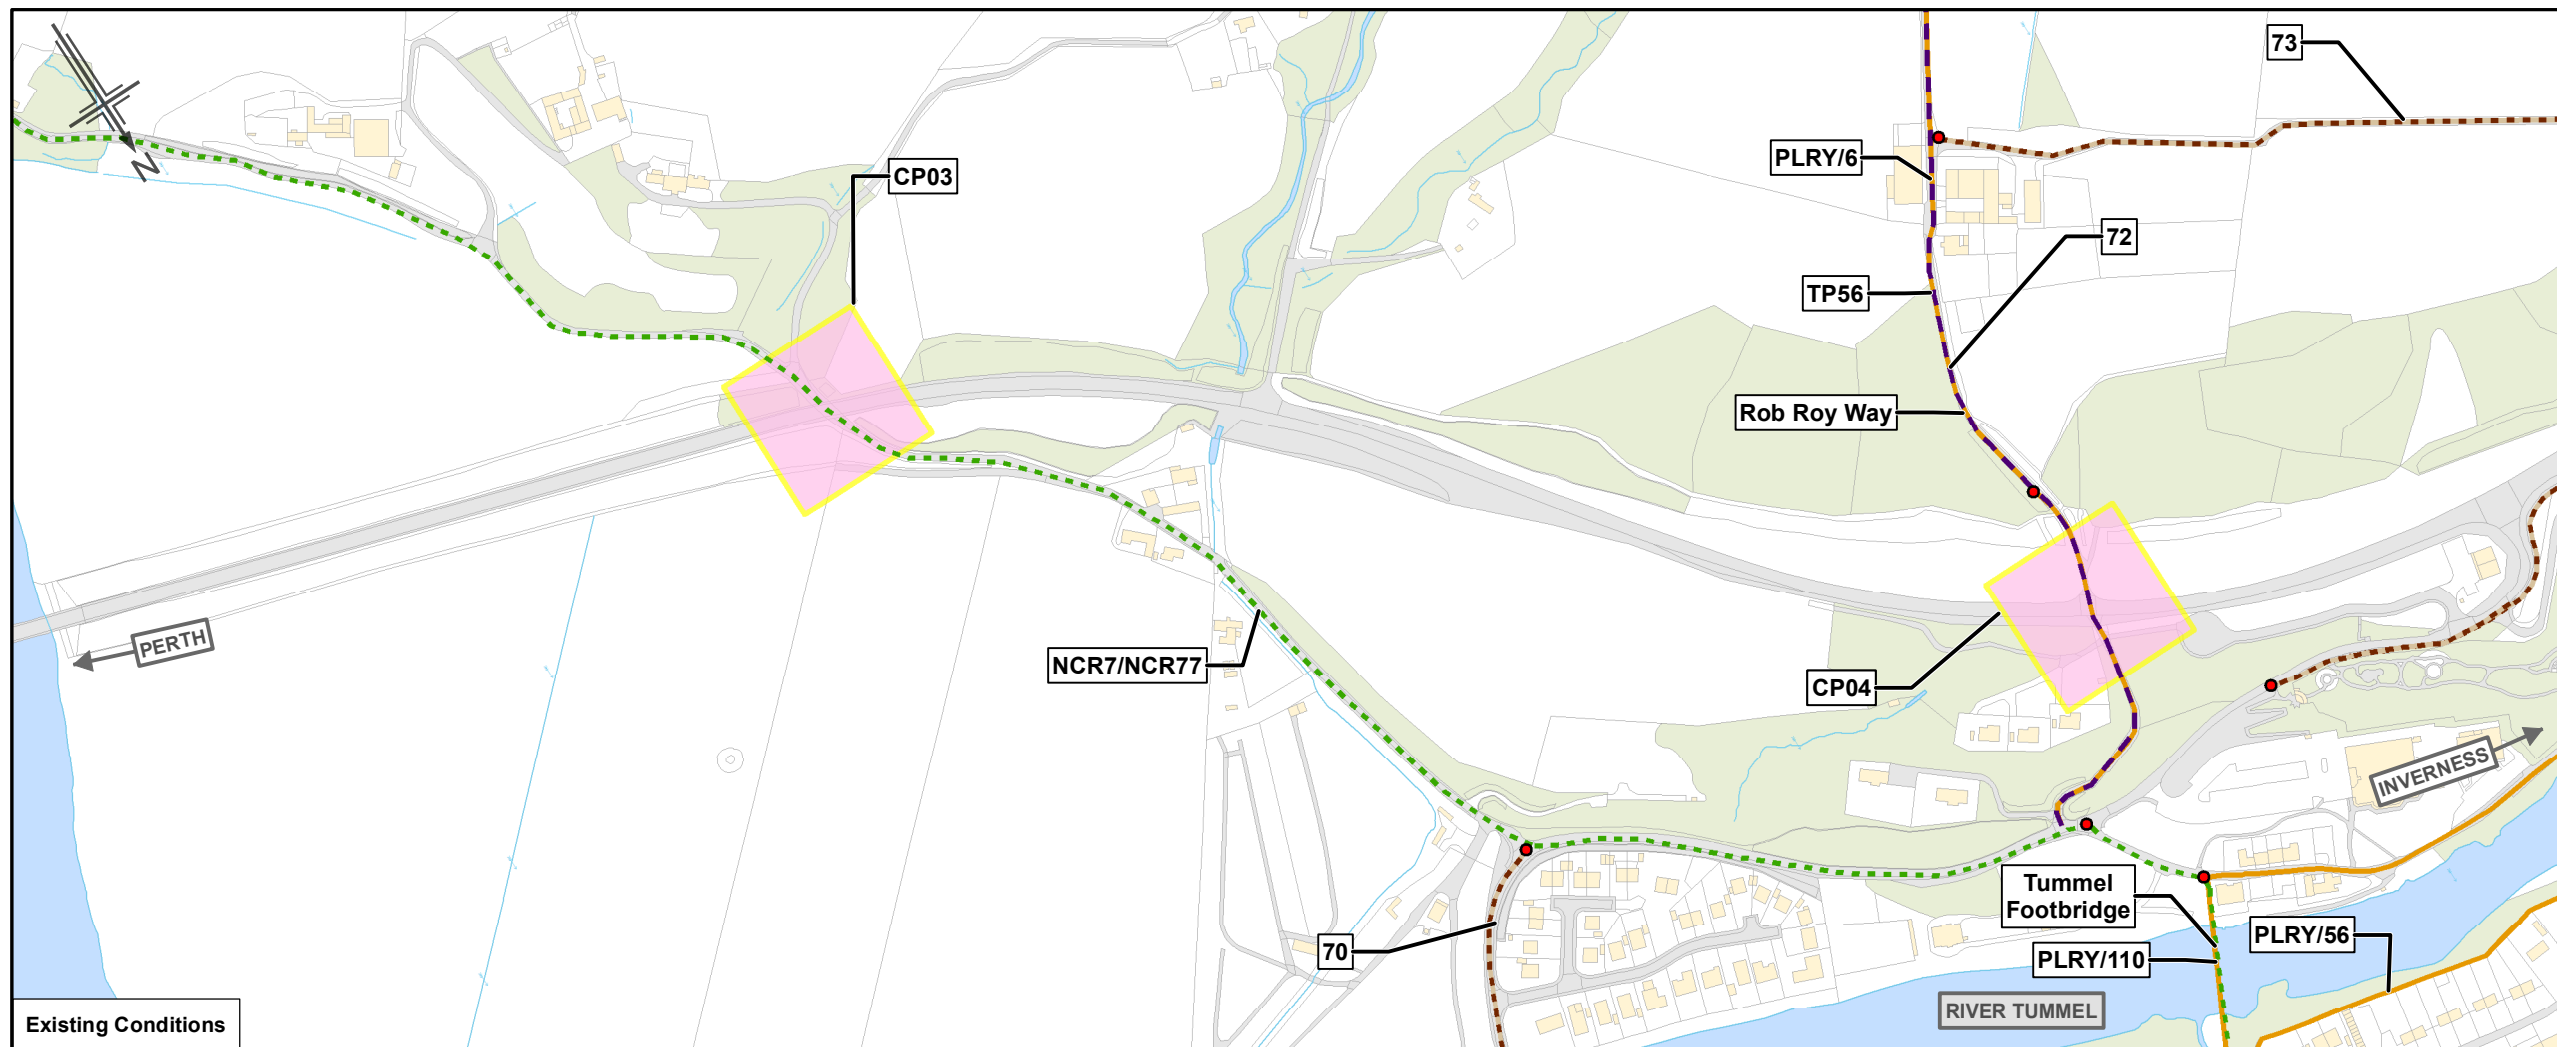 73
PLRY/6
CP03
N
72
TP56
Rob Roy Way
PERTH
NCR7/NCR77
CP04
INVERNESS
Tummel
Footbridge
70
PLRY/56
PLRY/110
RIVER TUMMEL
Existing Conditions